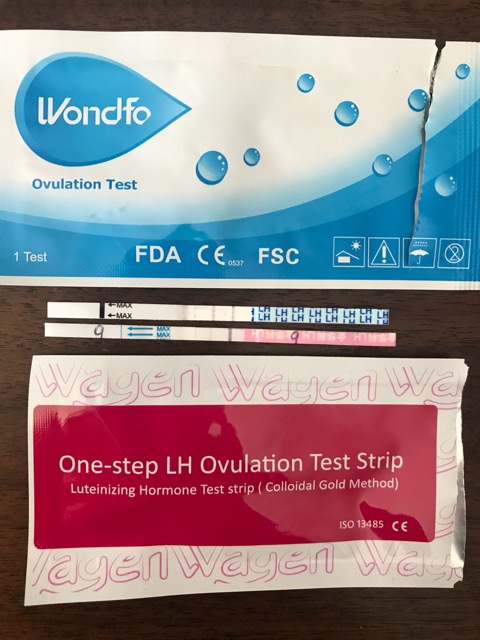 Wondfo
Ovulation Test
1 Test
FDA CE 0537 FSC
←MAX
←MAX
LH LH LH LH LH LH LH
9
MAX
MAX
MAX
9
Wagen Wagen Wa
One-step LH Ovulation Test Strip
Luteinizing Hormone Test strip ( Colloidal Gold Method)
ISO 13485 CE
Wagen Wagen Wagen